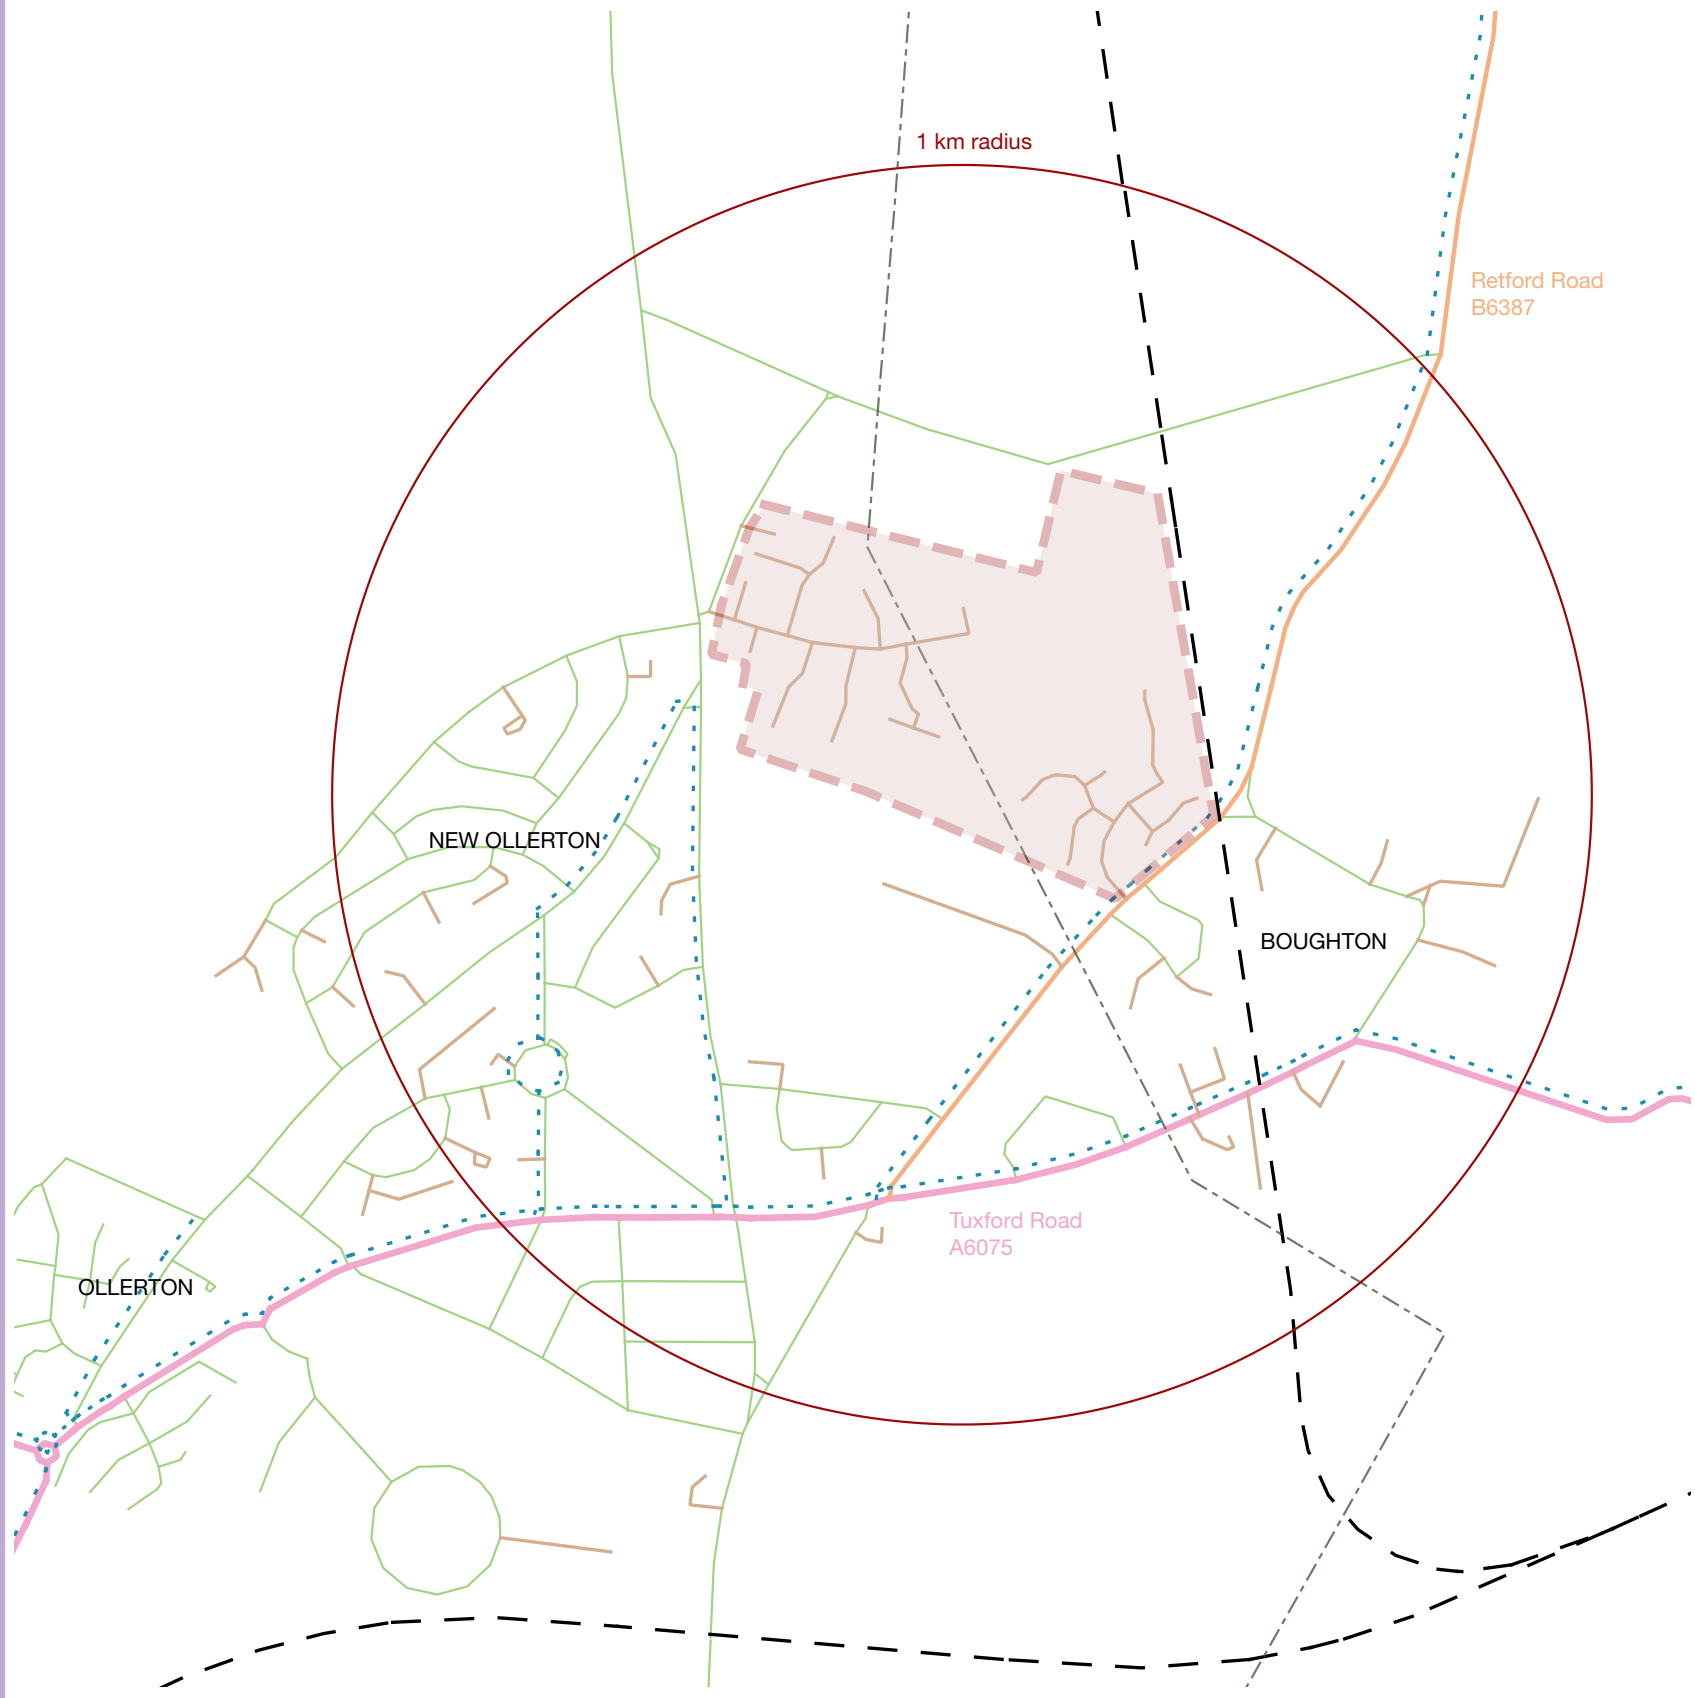 1 km radius
Retford Road
B6387
NEW OLLERTON
BOUGHTON
Tuxford Road
A6075
OLLERTON